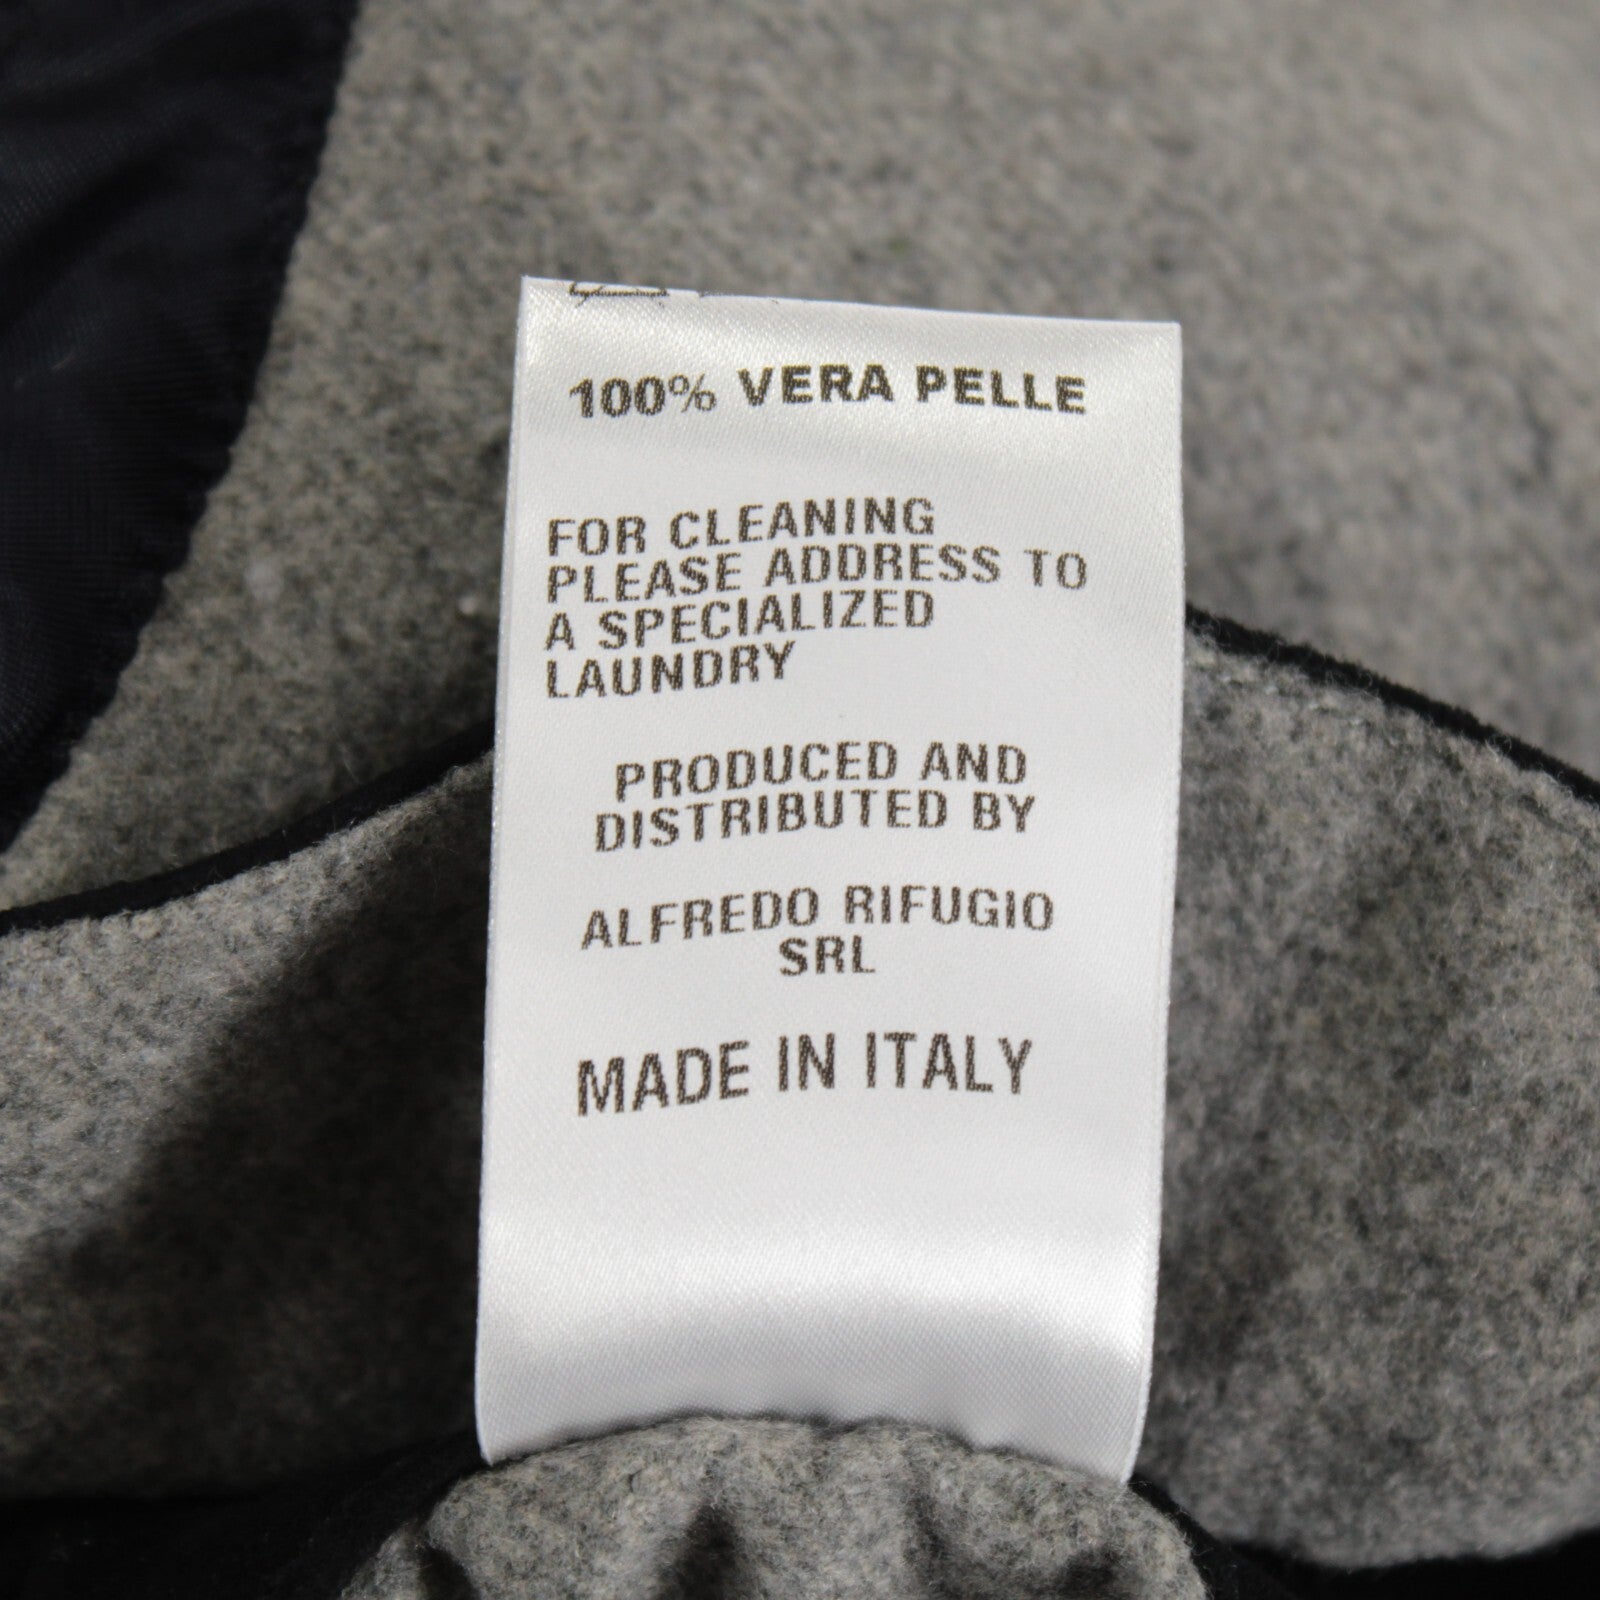 100% VERA PELLE
FOR CLEANING
PLEASE ADDRESS TO
A SPECIALIZED
LAUNDRY
PRODUCED AND
DISTRIBUTED BY
ALFREDO RIFUGIO
SRL
MADE IN ITALY